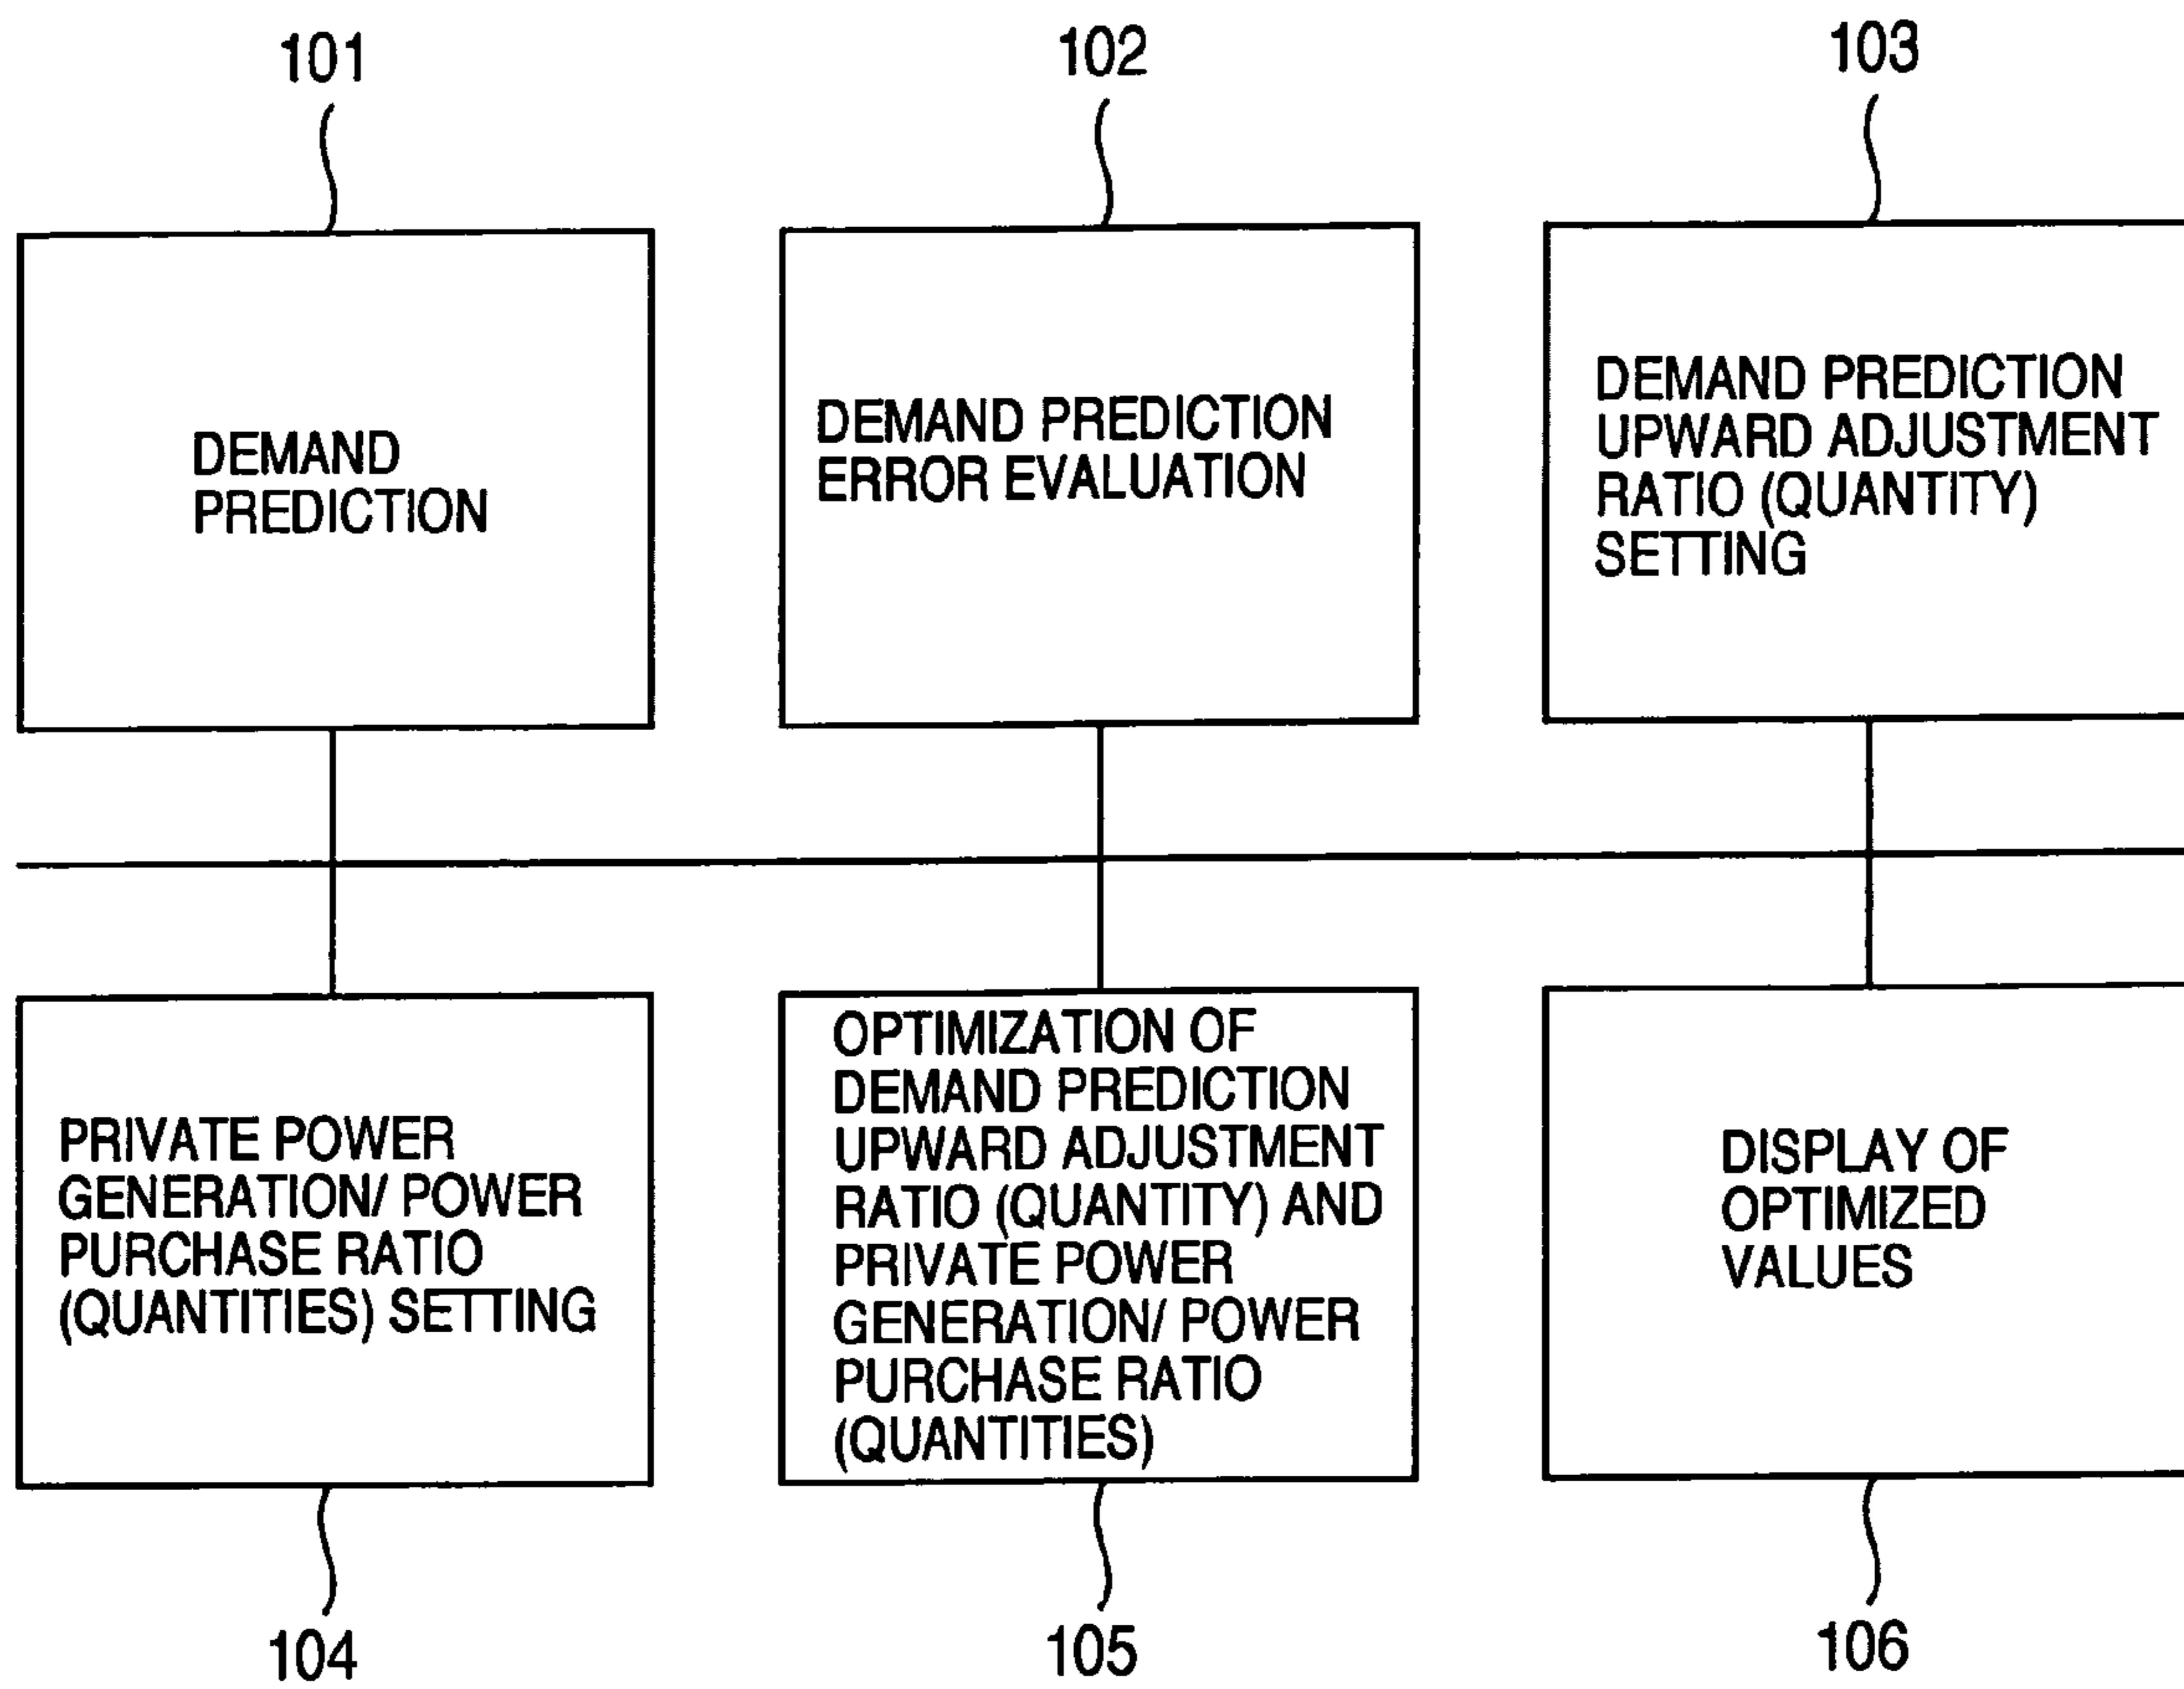 101
102
103
DEMAND
PREDICTION
DEMAND PREDICTION
ERROR EVALUATION
DEMAND PREDICTION
UPWARD ADJUSTMENT
RATIO (QUANTITY)
SETTING
PRIVATE POWER
GENERATION/ POWER
PURCHASE RATIO
(QUANTITIES) SETTING
OPTIMIZATION OF
DEMAND PREDICTION
UPWARD ADJUSTMENT
RATIO (QUANTITY) AND
PRIVATE POWER
GENERATION/ POWER
PURCHASE RATIO
(QUANTITIES)
DISPLAY OF
OPTIMIZED
VALUES
104
105
106